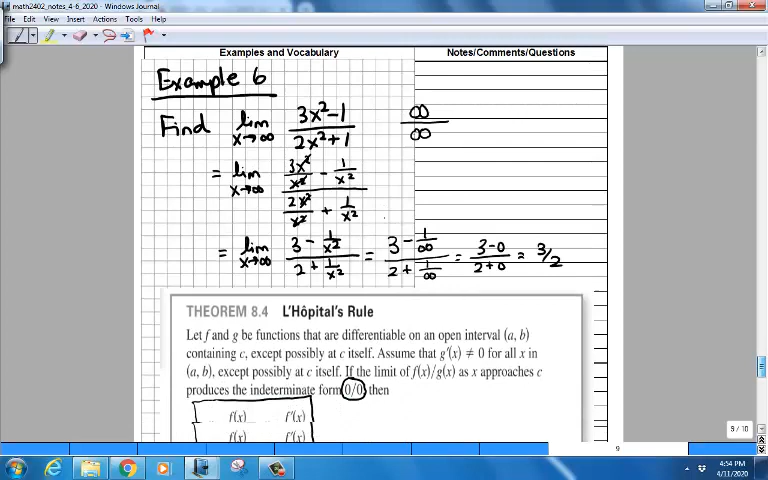 math2402_notes_4-6_2020 - Windows Journal
File Edit View Insert Actions Tools Help
Examples and Vocabulary Notes/Comments/Questions
Example 6
Find lim x→∞ (3x²-1)/(2x²+1) ∞/∞
= lim x→∞ (3x²/x² - 1/x²)/(2x²/x² + 1/x²)
= lim x→∞ (3 - 1/x²)/(2 + 1/x²) = (3 - 1/∞)/(2 + 1/∞) = (3-0)/(2+0) = 3/2
THEOREM 8.4 L'Hôpital's Rule
Let f and g be functions that are differentiable on an open interval (a, b)
containing c, except possibly at c itself. Assume that g'(x) ≠ 0 for all x in
(a, b), except possibly at c itself. If the limit of f(x)/g(x) as x approaches c
produces the indeterminate form 0/0, then
f(x) f'(x)
f(x) f'(x)
9 / 10
9
4:54 PM
4/11/2020